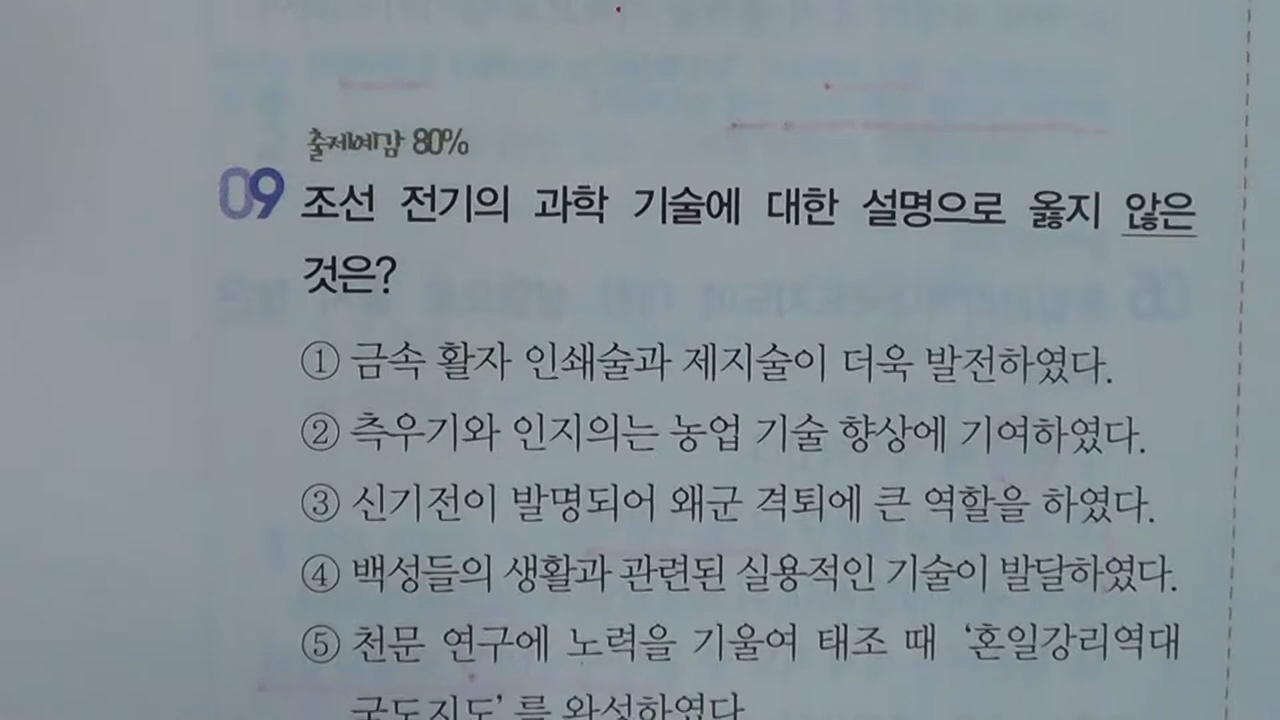 출제예감 80%
09 조선 전기의 과학 기술에 대한 설명으로 옳지 않은
것은?
① 금속 활자 인쇄술과 제지술이 더욱 발전하였다.
② 측우기와 인지의는 농업 기술 향상에 기여하였다.
③ 신기전이 발명되어 왜군 격퇴에 큰 역할을 하였다.
④ 백성들의 생활과 관련된 실용적인 기술이 발달하였다.
⑤ 천문 연구에 노력을 기울여 태조 때 ‘혼일강리역대
국도지도’를 완성하였다